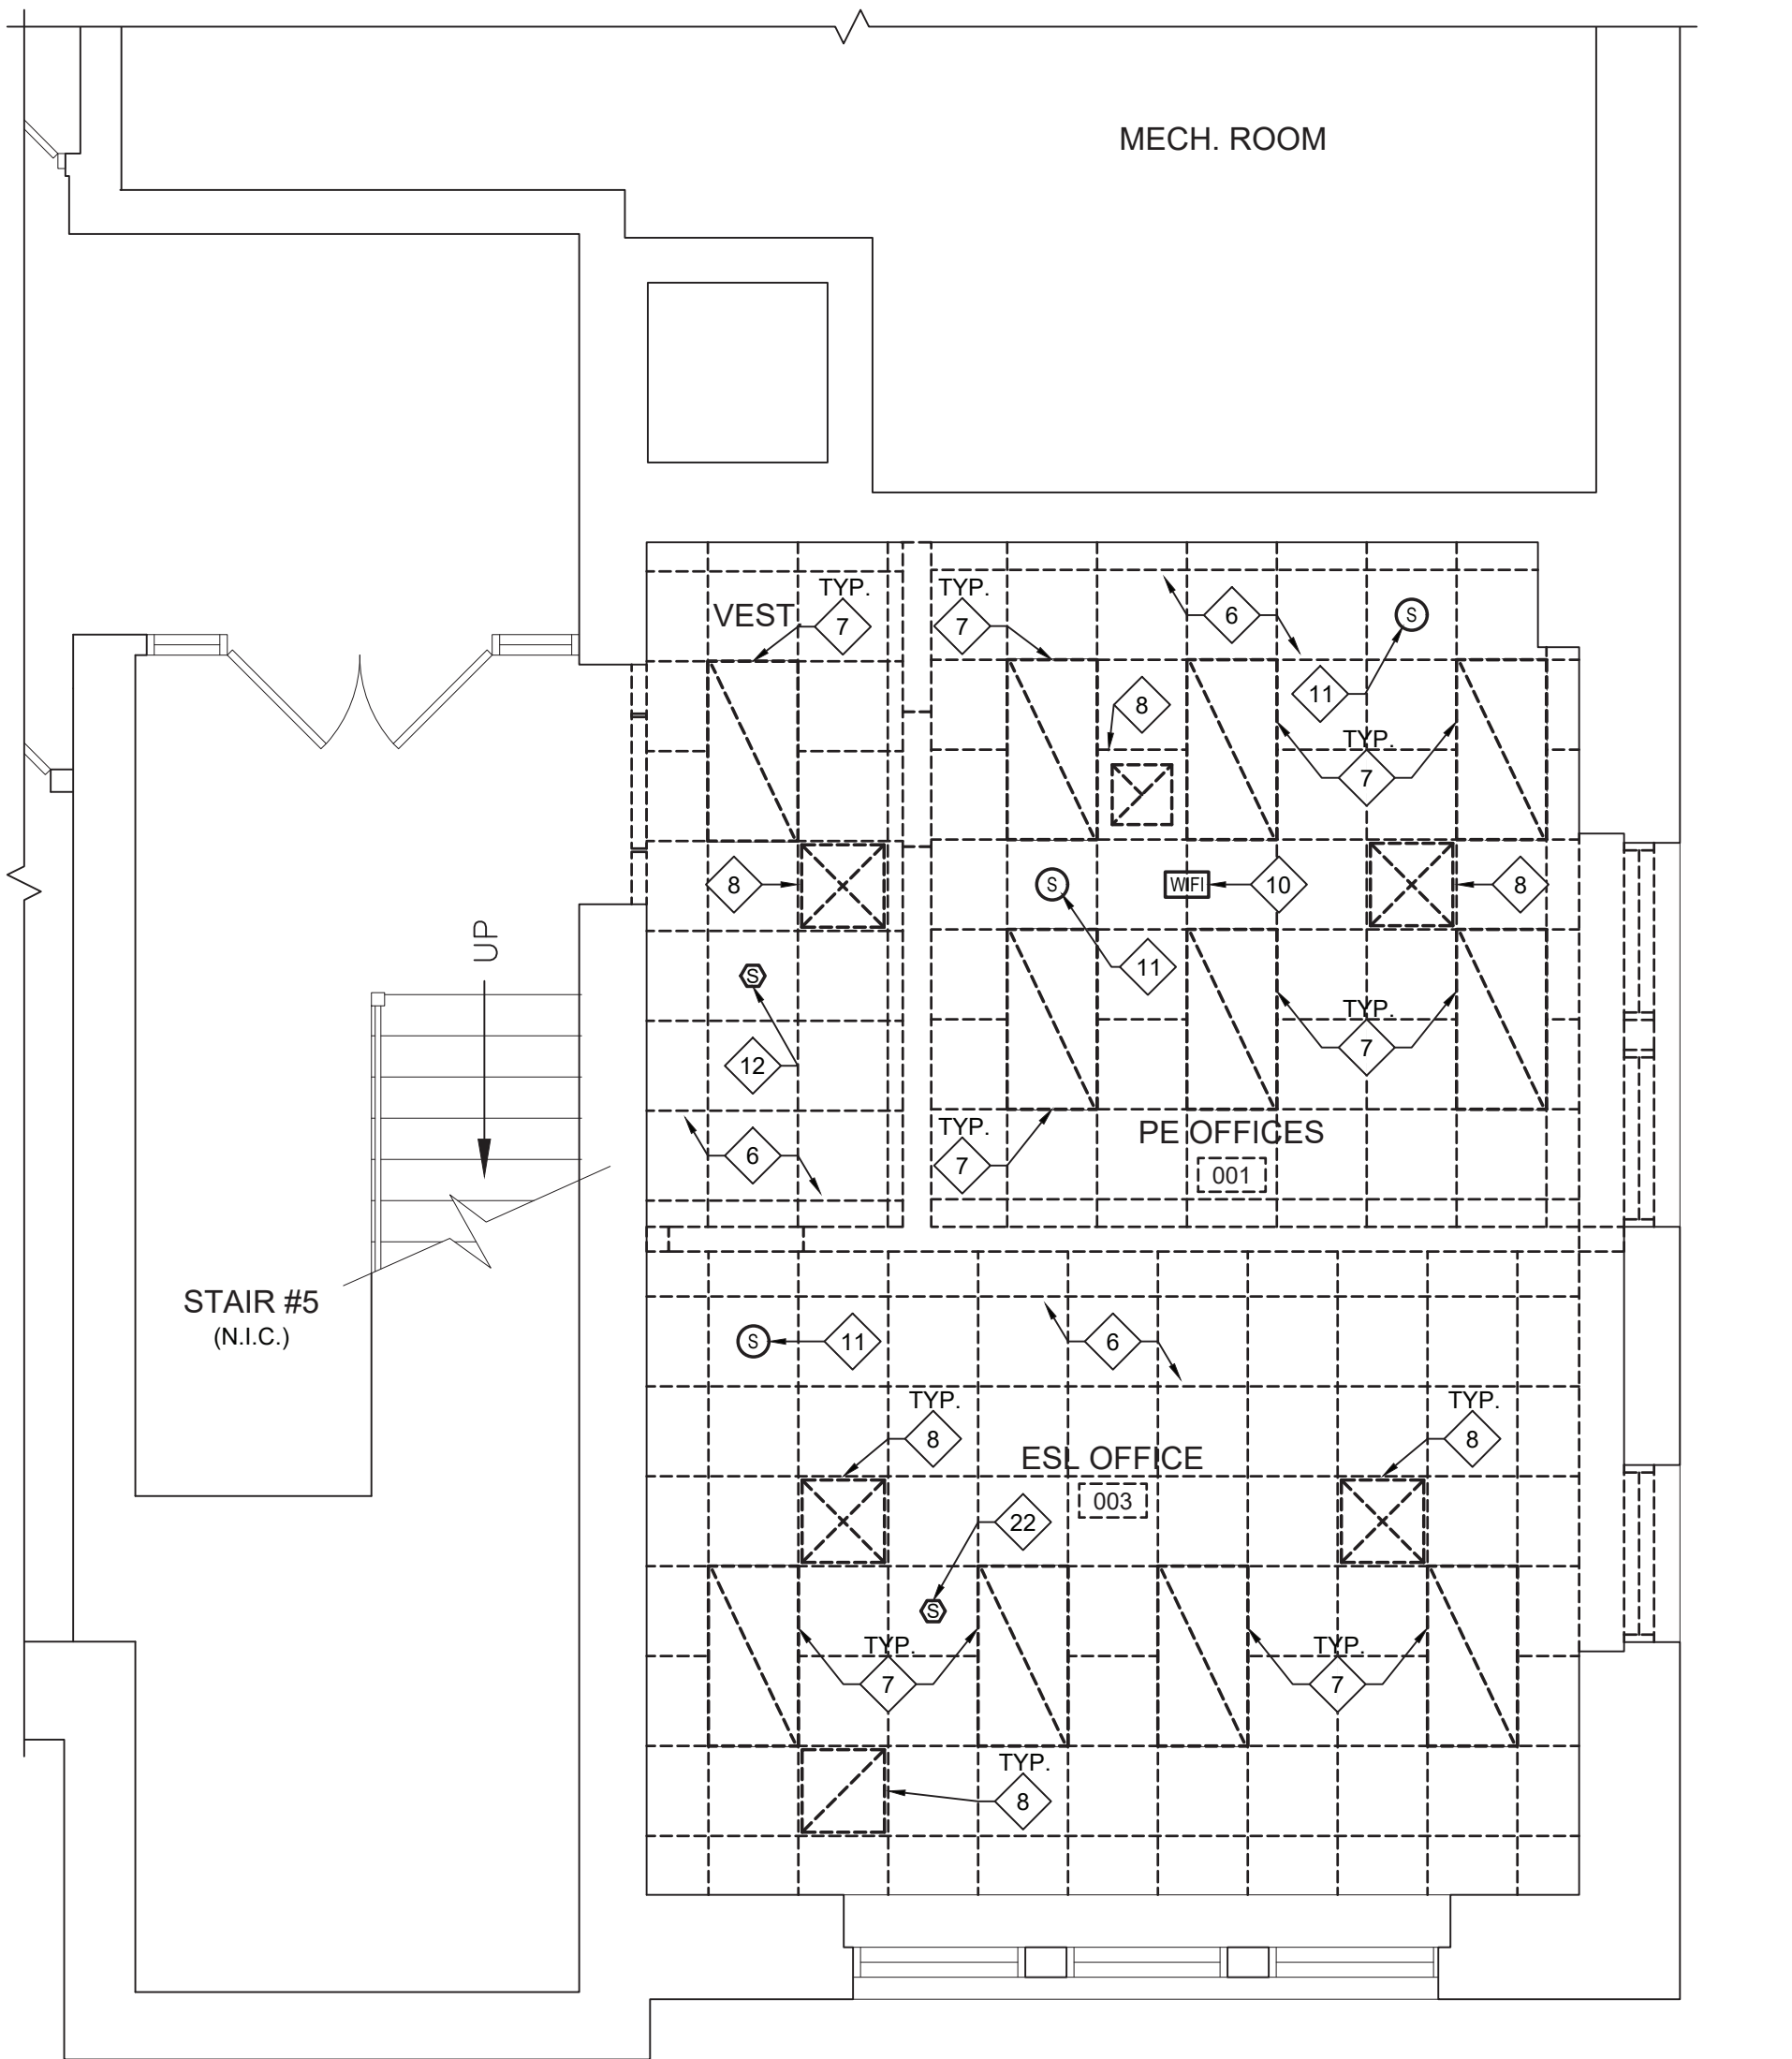 MECH. ROOM
TYP.
TYP.
VEST
7
7
6
S
11
8
TYP.
7
8
S
WIFI
10
8
UP
S
11
TYP.
12
7
TYP.
PE OFFICES
6
7
001
STAIR #5
(N.I.C.)
S
11
6
TYP.
TYP.
8
8
ESL OFFICE
003
22
S
TYP.
TYP.
7
7
TYP.
8